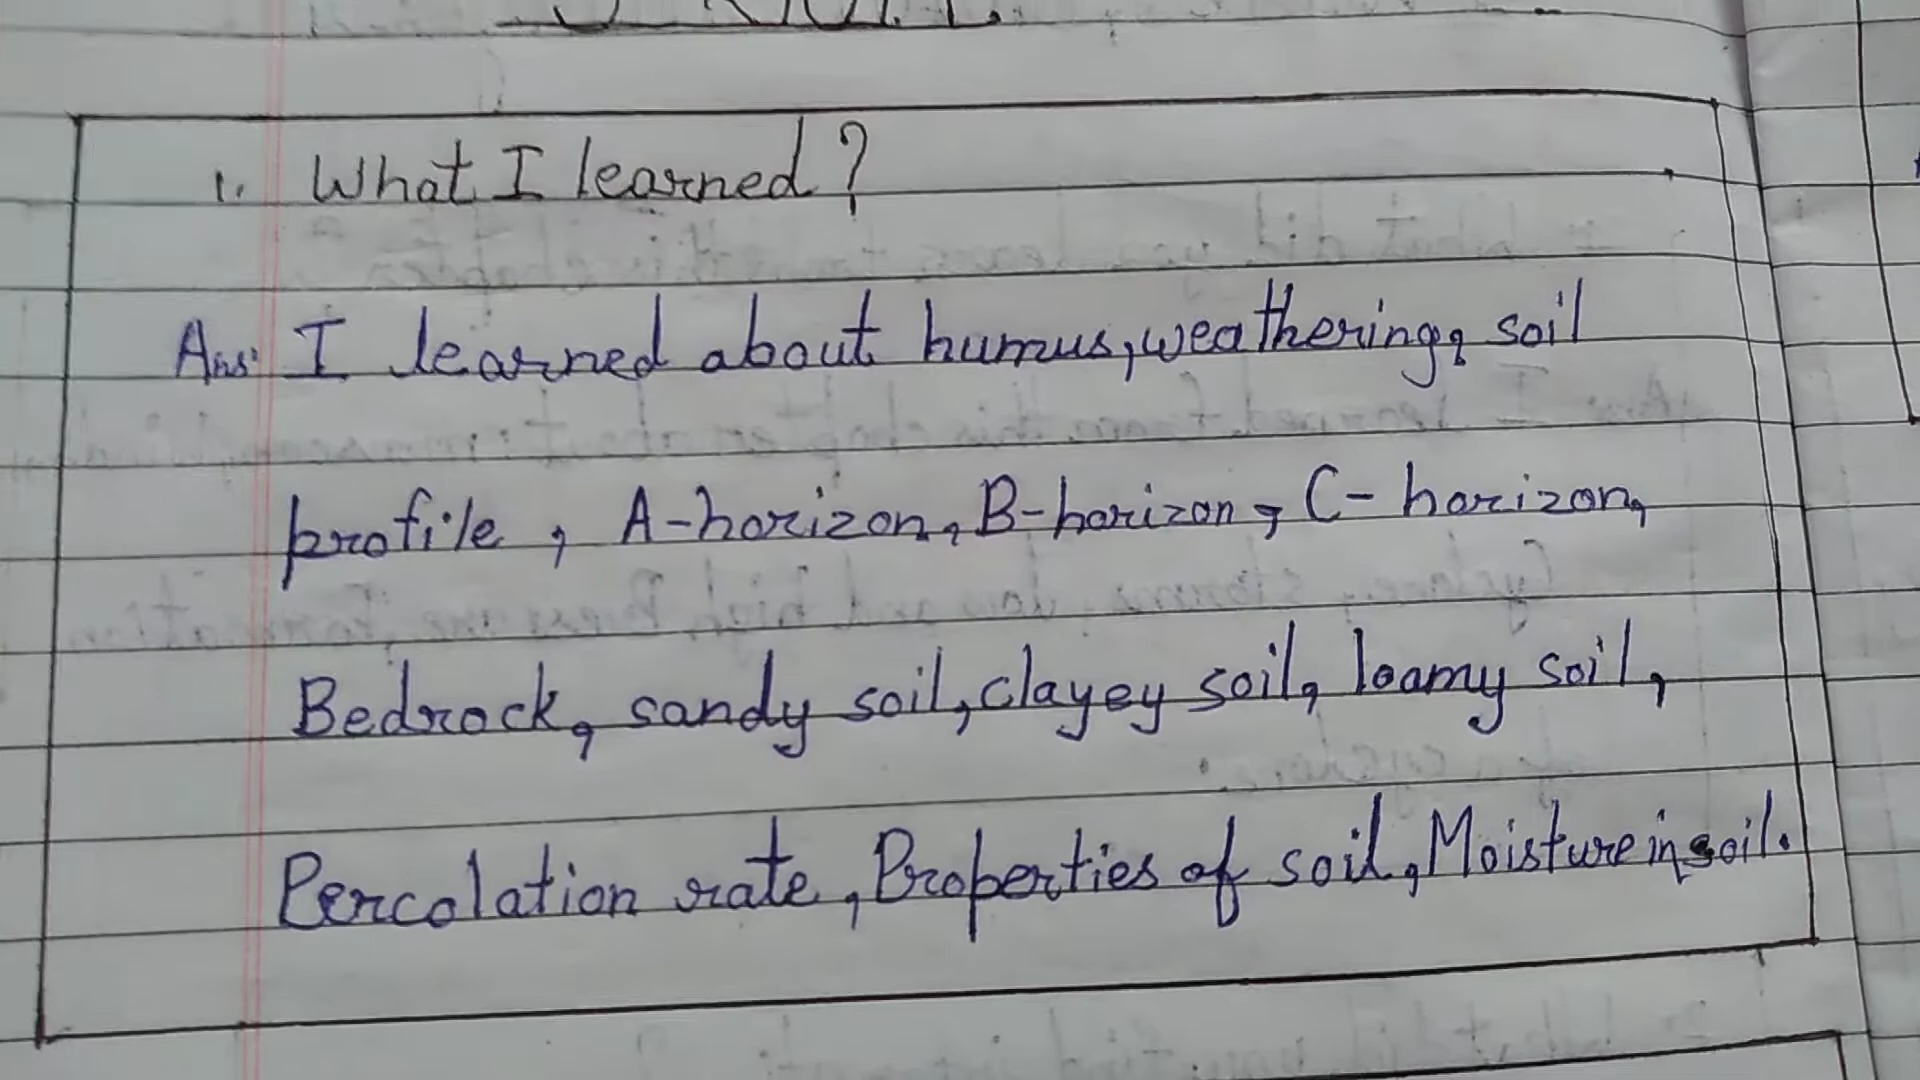 1. What I learned?
Ans: I learned about humus, weathering, soil
profile, A-horizon, B-horizon, C-horizon,
Bedrock, sandy soil, clayey soil, loamy soil,
Percolation rate, Properties of soil, Moisture in soil.